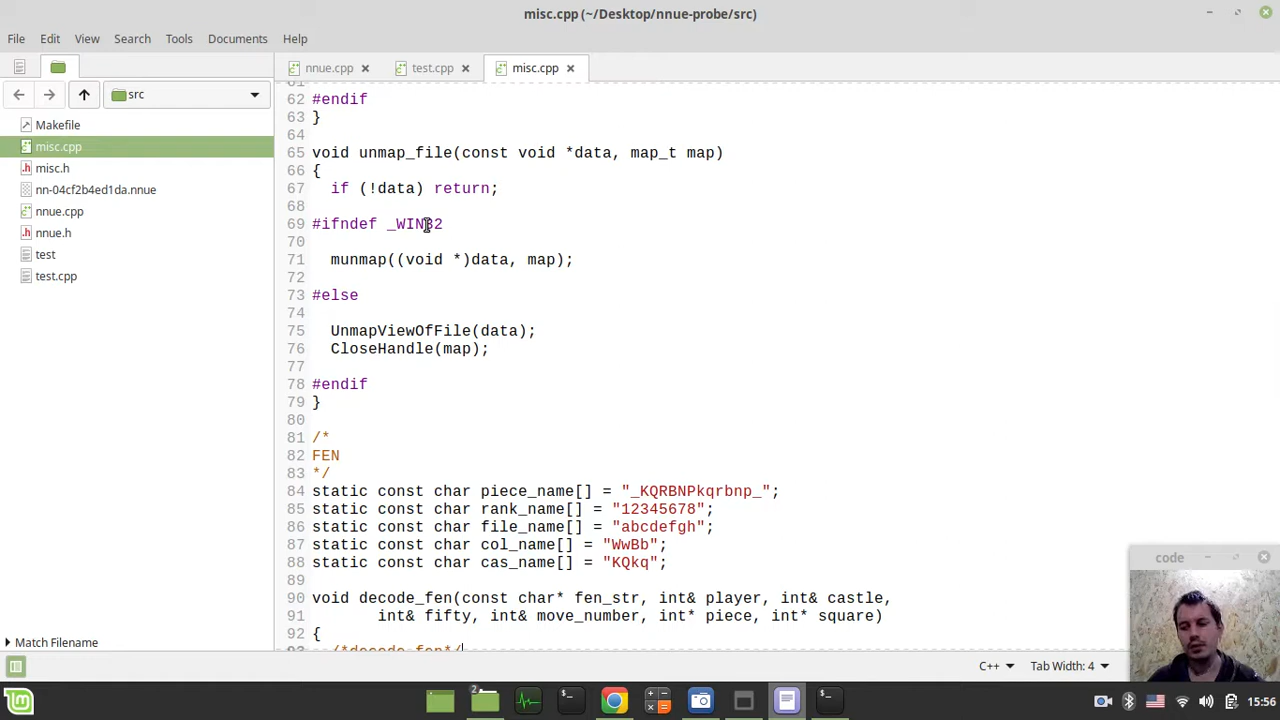 misc.cpp (~/Desktop/nnue-probe/src)
File Edit View Search Tools Documents Help
nnue.cpp test.cpp misc.cpp
src
Makefile
misc.cpp
misc.h
nn-04cf2b4ed1da.nnue
nnue.cpp
nnue.h
test
test.cpp
Match Filename
61
62 #endif
63 }
64
65 void unmap_file(const void *data, map_t map)
66 {
67 if (!data) return;
68
69 #ifndef _WIN32
70
71 munmap((void *)data, map);
72
73 #else
74
75 UnmapViewOfFile(data);
76 CloseHandle(map);
77
78 #endif
79 }
80
81 /*
82 FEN
83 */
84 static const char piece_name[] = "_KQRBNPkqrbnp_";
85 static const char rank_name[] = "12345678";
86 static const char file_name[] = "abcdefgh";
87 static const char col_name[] = "WwBb";
88 static const char cas_name[] = "KQkq";
89
90 void decode_fen(const char* fen_str, int& player, int& castle,
91 int& fifty, int& move_number, int* piece, int* square)
92 {
93 /*decode fen*/
code
C++ Tab Width: 4
2
15:56